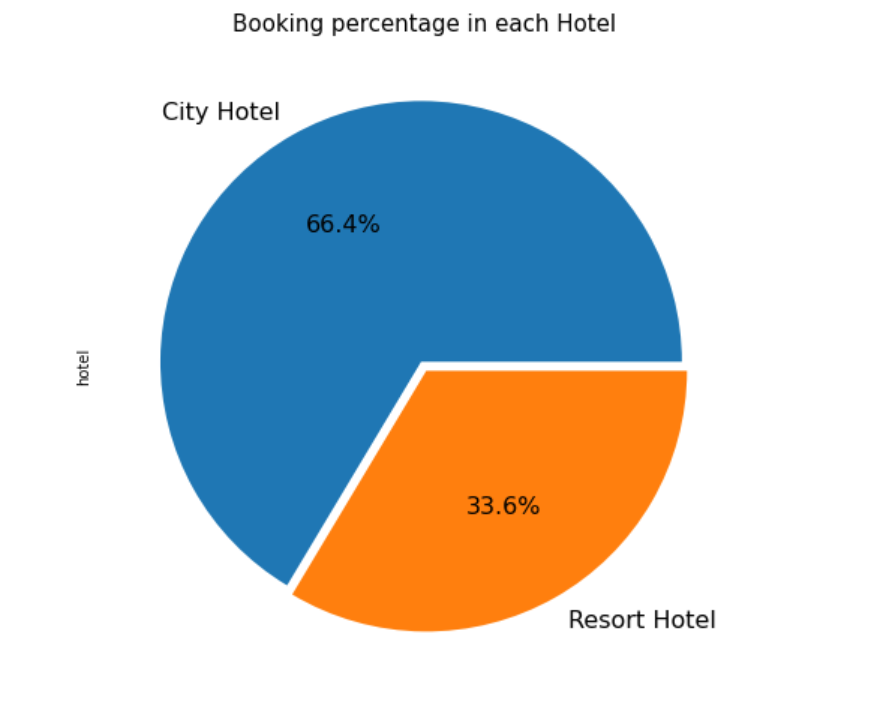 Booking percentage in each Hotel
City Hotel
66.4%
hotel
33.6%
Resort Hotel